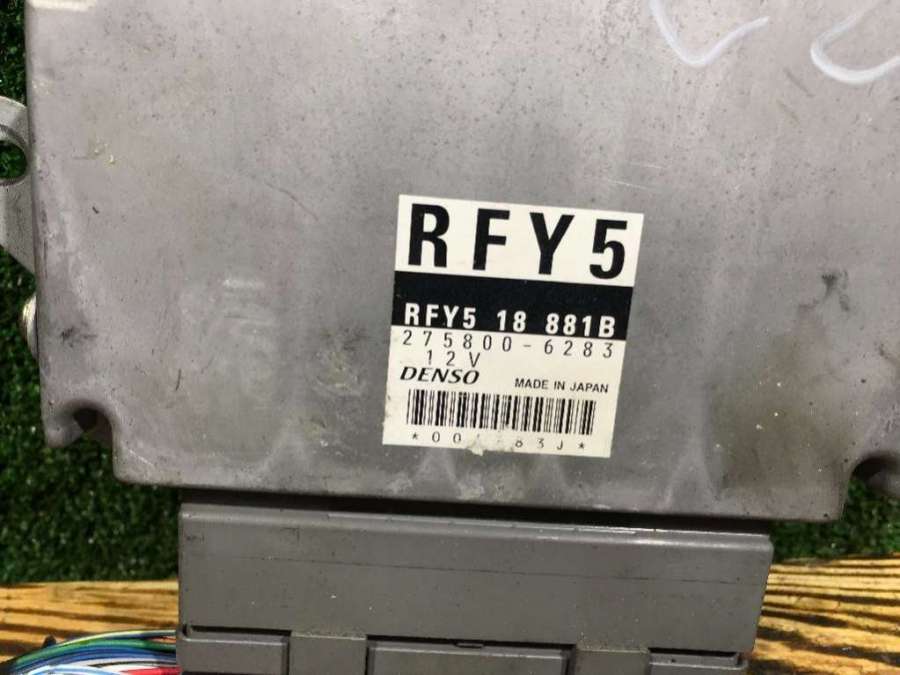 RFY5
RFY5 18 881B
275800-6283
12V
DENSO MADE IN JAPAN